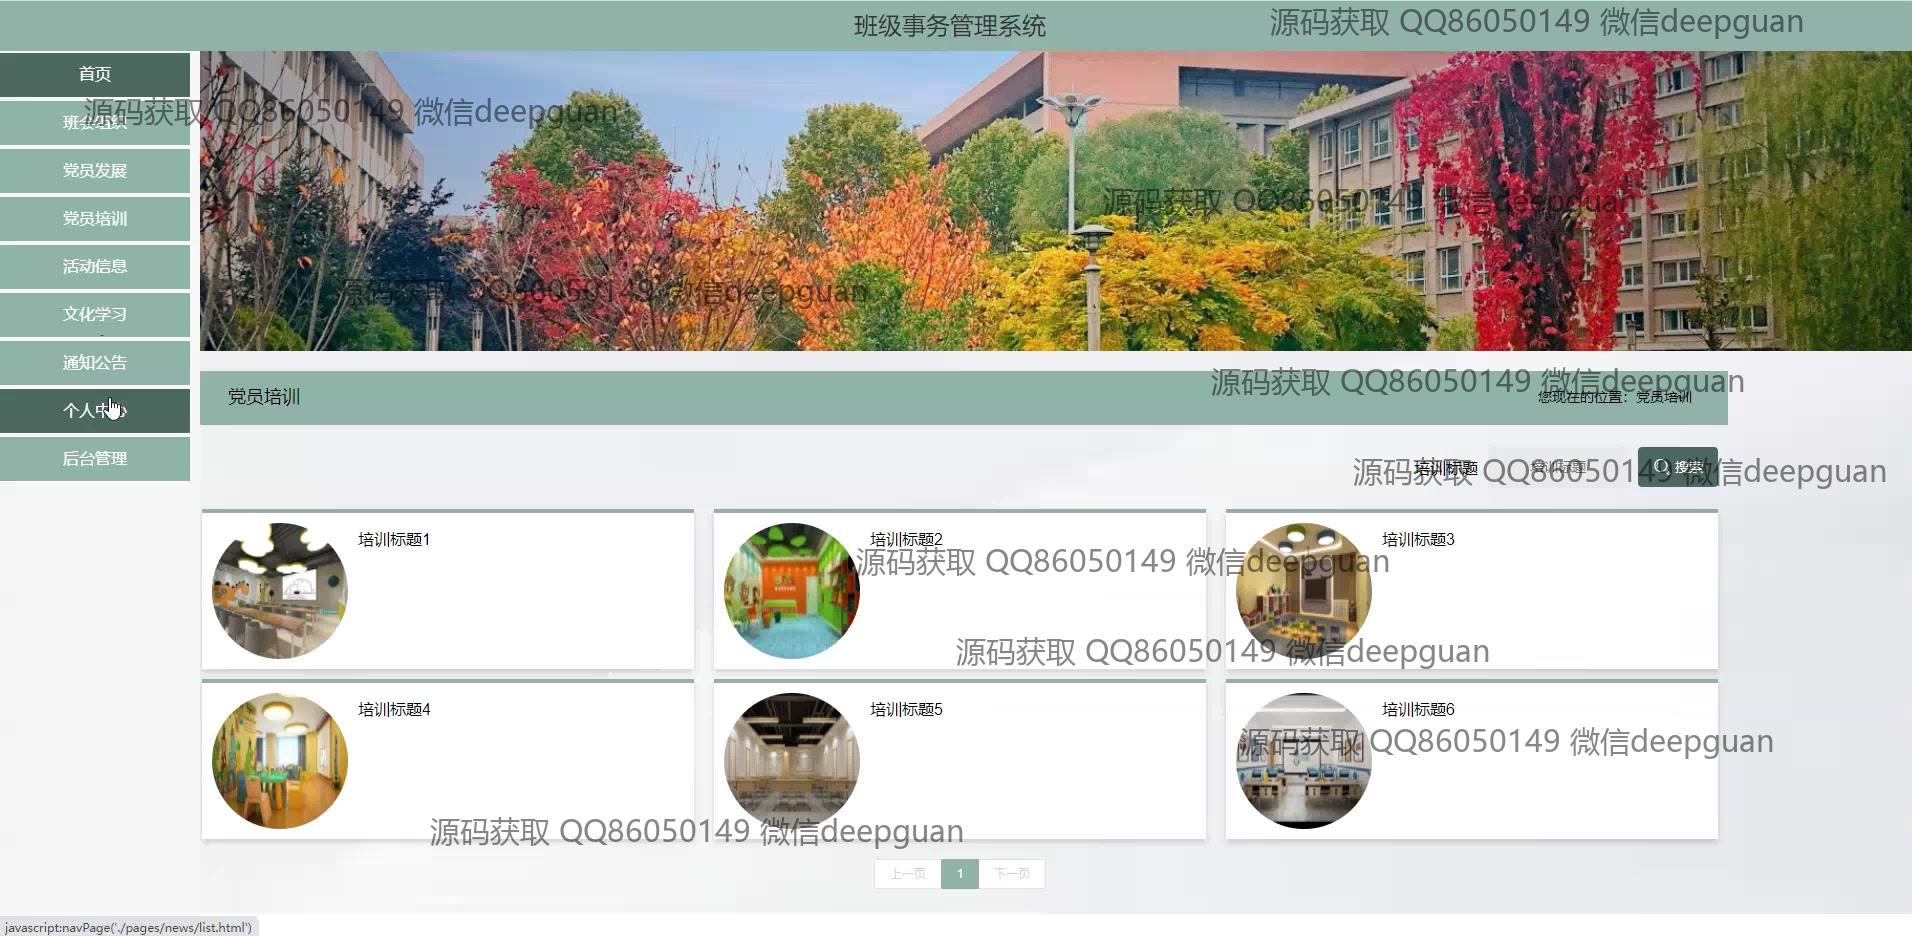 班级事务管理系统
源码获取 QQ86050149 微信deepguan
首页
源码获取 QQ86050149 微信deepguan
班会组织
党员发展
党员培训
源码获取 QQ86050149 微信deepguan
活动信息
源码获取 QQ86050149 微信deepguan
文化学习
通知公告
个人中心
后台管理
源码获取 QQ86050149 微信deepguan
党员培训
您现在的位置：党员培训
培训标题
培训标题
搜索
源码获取 QQ86050149 微信deepguan
培训标题1
培训标题2
培训标题3
源码获取 QQ86050149 微信deepguan
源码获取 QQ86050149 微信deepguan
培训标题4
培训标题5
培训标题6
源码获取 QQ86050149 微信deepguan
源码获取 QQ86050149 微信deepguan
上一页
1
下一页
javascript:navPage('./pages/news/list.html')